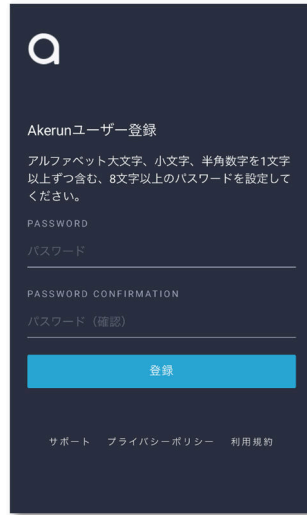 Akerunユーザー登録
アルファベット大文字、小文字、半角数字を1文字
以上ずつ含む、8文字以上のパスワードを設定して
ください。
PASSWORD
パスワード
PASSWORD CONFIRMATION
パスワード（確認）
登録
サポート プライバシーポリシー 利用規約